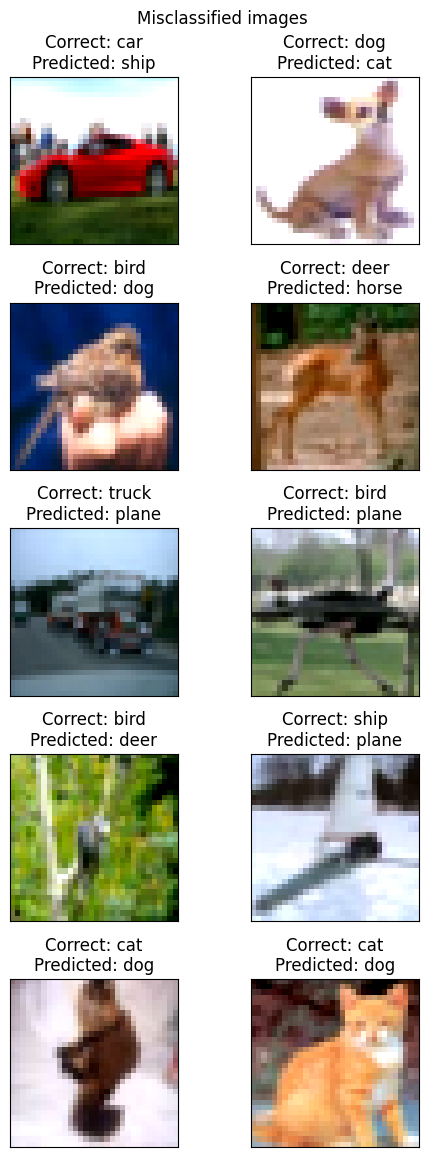 Misclassified images
Correct: car
Predicted: ship
Correct: dog
Predicted: cat
Correct: bird
Predicted: dog
Correct: deer
Predicted: horse
Correct: truck
Predicted: plane
Correct: bird
Predicted: plane
Correct: bird
Predicted: deer
Correct: ship
Predicted: plane
Correct: cat
Predicted: dog
Correct: cat
Predicted: dog